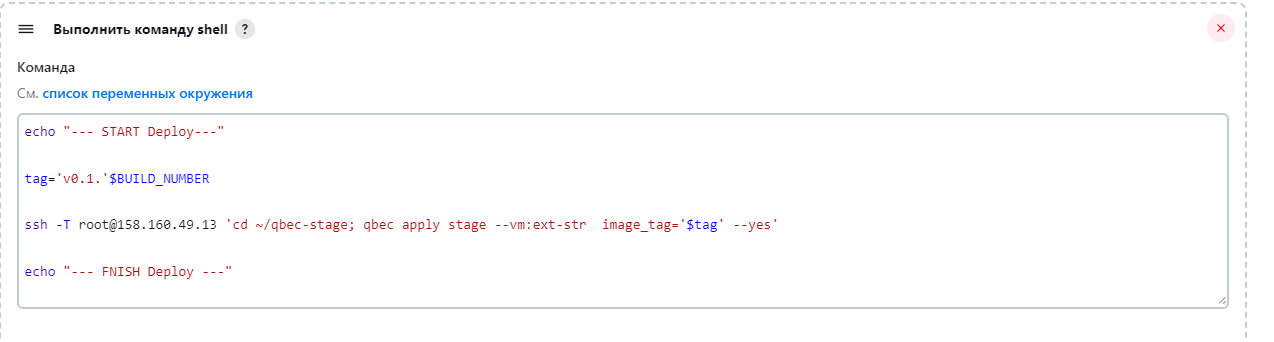 Выполнить команду shell ?
Команда
См. список переменных окружения
echo "--- START Deploy---"
tag='v0.1.'$BUILD_NUMBER
ssh -T root@158.160.49.13 'cd ~/qbec-stage; qbec apply stage --vm:ext-str  image_tag='$tag' --yes'
echo "--- FNISH Deploy ---"